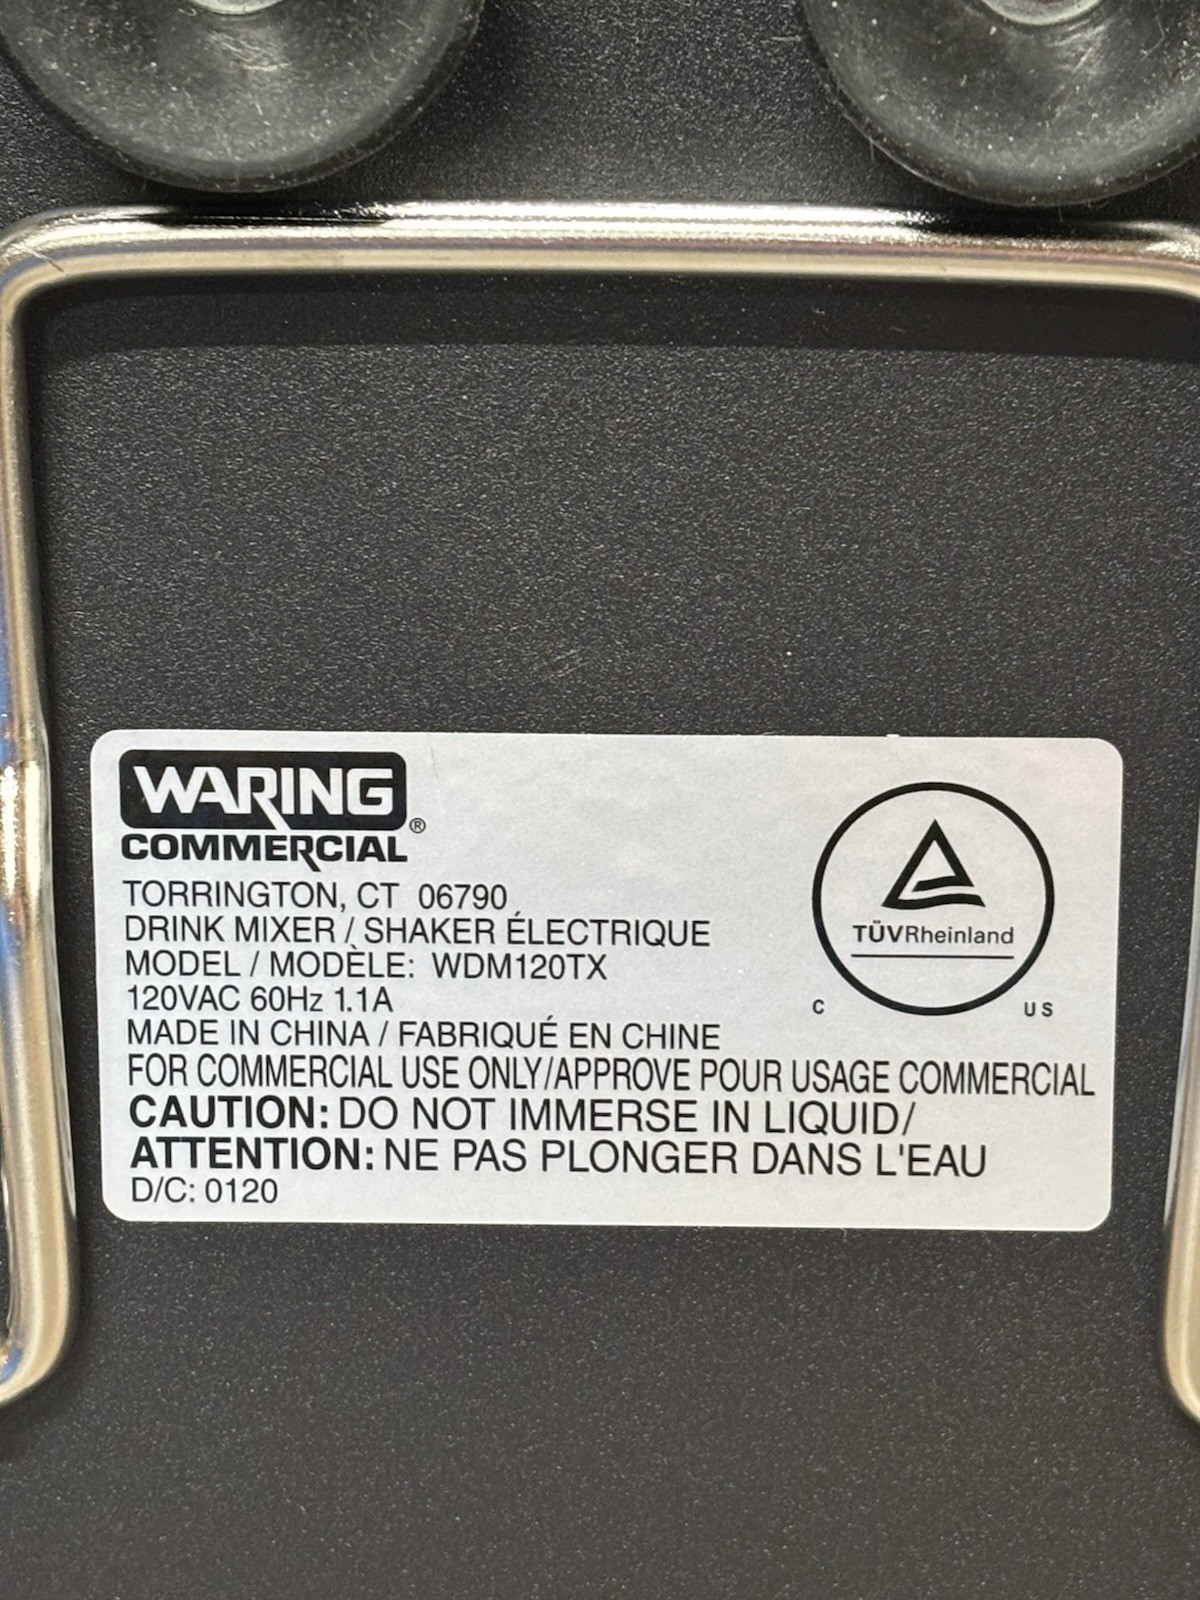 WARING®
COMMERCIAL
TORRINGTON, CT 06790
DRINK MIXER / SHAKER ÉLECTRIQUE
MODEL / MODÈLE: WDM120TX
120VAC 60Hz 1.1A
MADE IN CHINA / FABRIQUÉ EN CHINE
FOR COMMERCIAL USE ONLY/APPROVE POUR USAGE COMMERCIAL
CAUTION: DO NOT IMMERSE IN LIQUID/
ATTENTION: NE PAS PLONGER DANS L'EAU
D/C: 0120
TÜVRheinland
C US